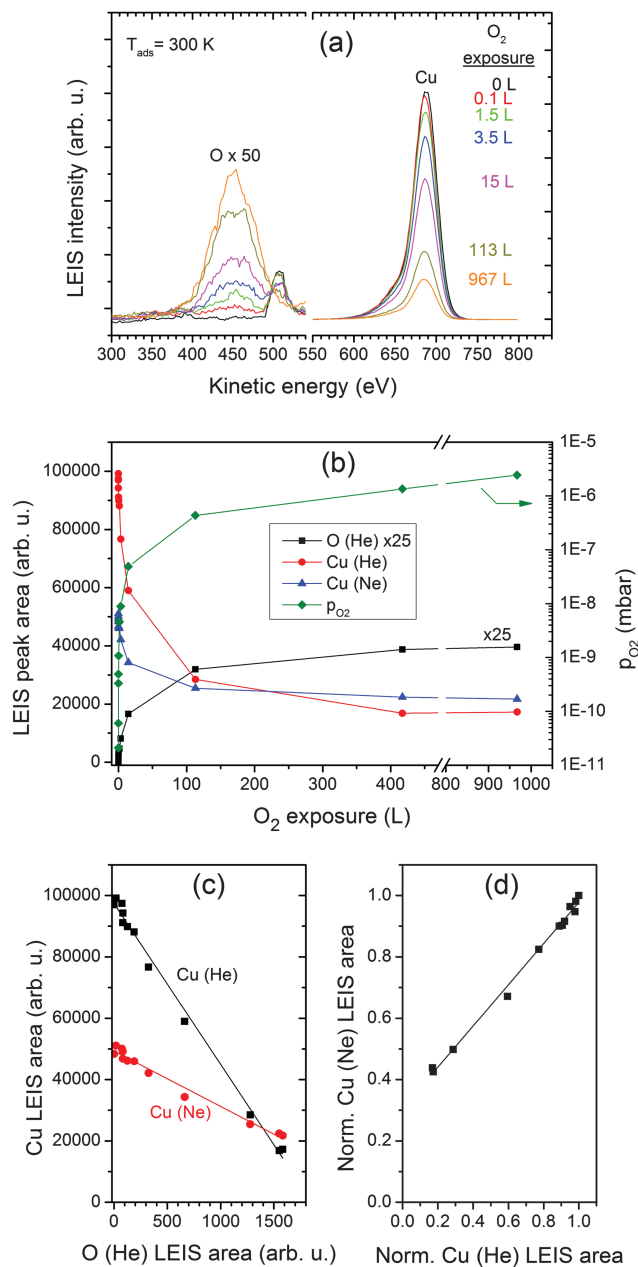 T_ads = 300 K
(a)
O₂
exposure
0 L
0.1 L
1.5 L
3.5 L
15 L
113 L
967 L
Cu
O x 50
LEIS intensity (arb. u.)
300 350 400 450 500 550 600 650 700 750 800
Kinetic energy (eV)
(b)
100000
80000
60000
40000
20000
0
LEIS peak area (arb. u.)
O (He) x25
Cu (He)
Cu (Ne)
p_O2
x25
1E-5
1E-6
1E-7
1E-8
1E-9
1E-10
1E-11
p_O2 (mbar)
0 100 200 300 400 900 1000
O₂ exposure (L)
(c)
100000
80000
60000
40000
20000
0
Cu LEIS area (arb. u.)
Cu (He)
Cu (Ne)
0 500 1000 1500
O (He) LEIS area (arb. u.)
(d)
1.0
0.8
0.6
0.4
0.2
0.0
Norm. Cu (Ne) LEIS area
0.0 0.2 0.4 0.6 0.8 1.0
Norm. Cu (He) LEIS area